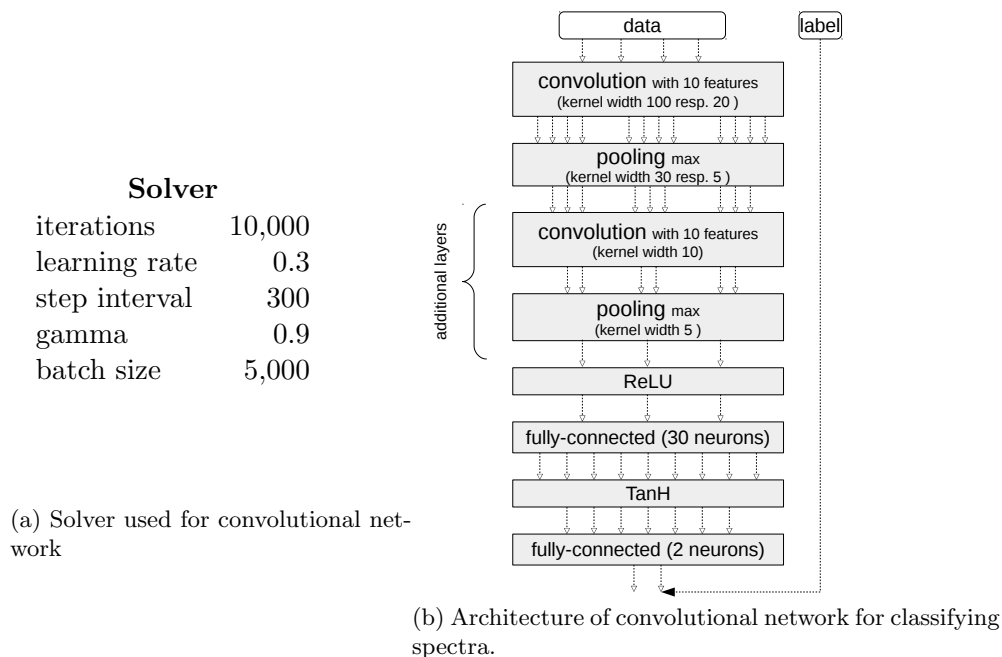 Solver
iterations 10,000
learning rate 0.3
step interval 300
gamma 0.9
batch size 5,000
(a) Solver used for convolutional net-
work
data
label
convolution with 10 features
(kernel width 100 resp. 20 )
pooling max
(kernel width 30 resp. 5 )
additional layers
convolution with 10 features
(kernel width 10)
pooling max
(kernel width 5 )
ReLU
fully-connected (30 neurons)
TanH
fully-connected (2 neurons)
(b) Architecture of convolutional network for classifying
spectra.